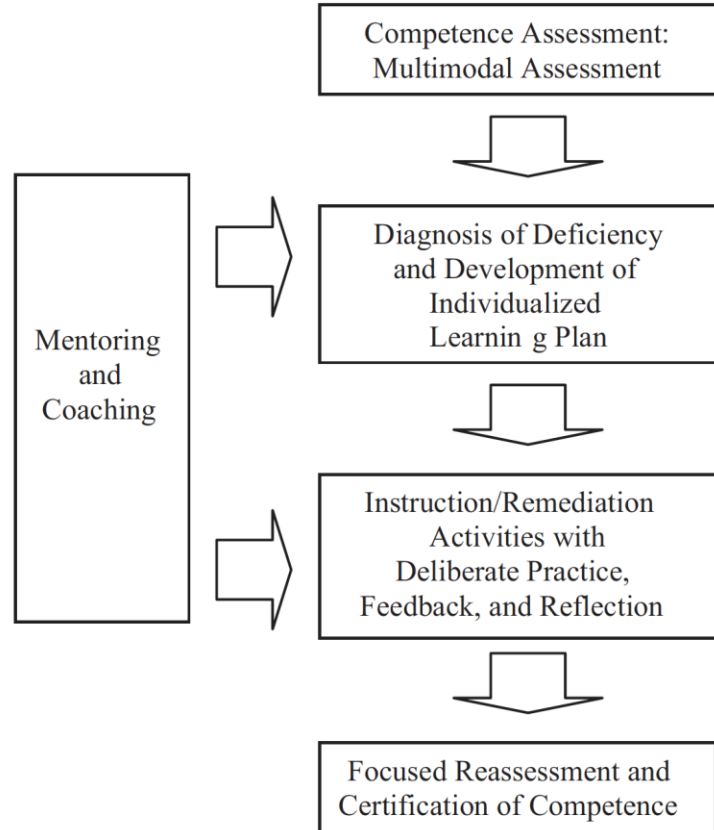 Competence Assessment:
Multimodal Assessment
Diagnosis of Deficiency
and Development of
Individualized
Learnin g Plan
Mentoring
and
Coaching
Instruction/Remediation
Activities with
Deliberate Practice,
Feedback, and Reflection
Focused Reassessment and
Certification of Competence